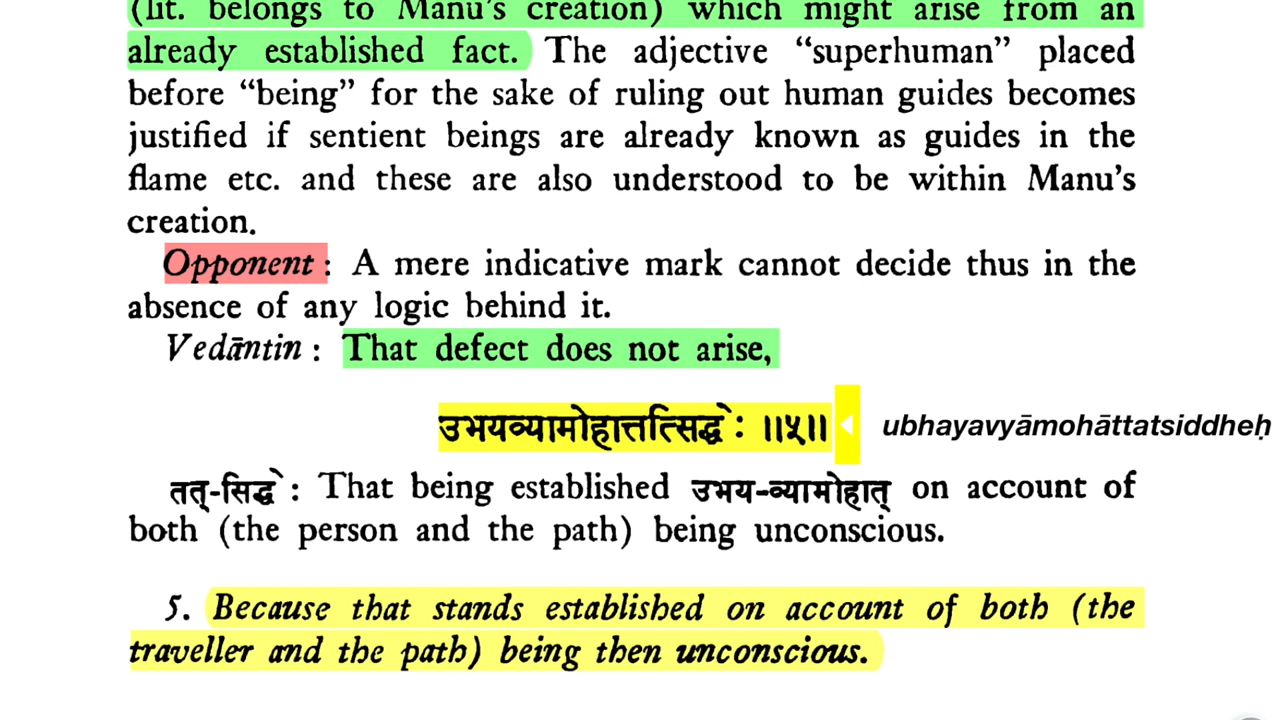 (lit. belongs to Manu's creation) which might arise from an
already established fact. The adjective “superhuman” placed
before “being” for the sake of ruling out human guides becomes
justified if sentient beings are already known as guides in the
flame etc. and these are also understood to be within Manu's
creation.
Opponent : A mere indicative mark cannot decide thus in the
absence of any logic behind it.
Vedāntin : That defect does not arise,
उभयव्यामोहात्तत्सिद्धेः ॥५॥ ubhayavyāmohāttatsiddheḥ
तत्-सिद्धेः That being established उभय-व्यामोहात् on account of
both (the person and the path) being unconscious.
5. Because that stands established on account of both (the
traveller and the path) being then unconscious.